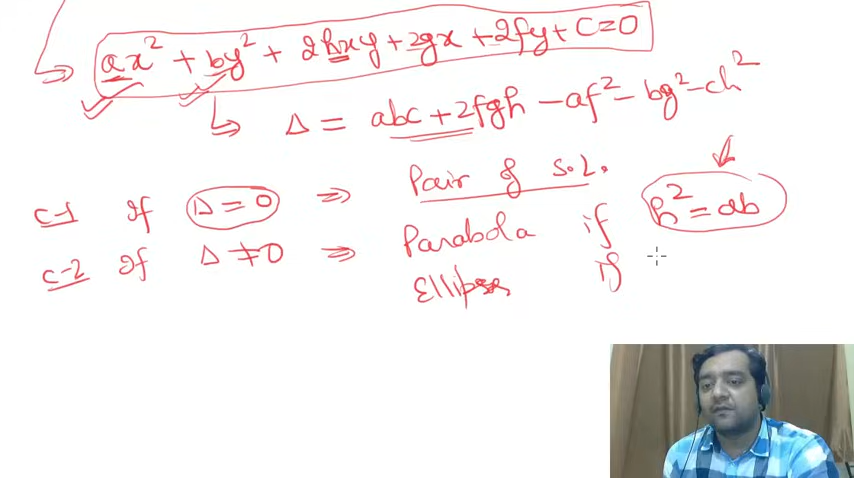 ax² + by² + 2hxy + 2gx + 2fy + C = 0
Δ = abc + 2fgh - af² - bg² - ch²
C-1 If Δ = 0 ⇒ Pair of S.L.
C-2 If Δ ≠ 0 ⇒ Parabola if h² = ab
Ellipse if